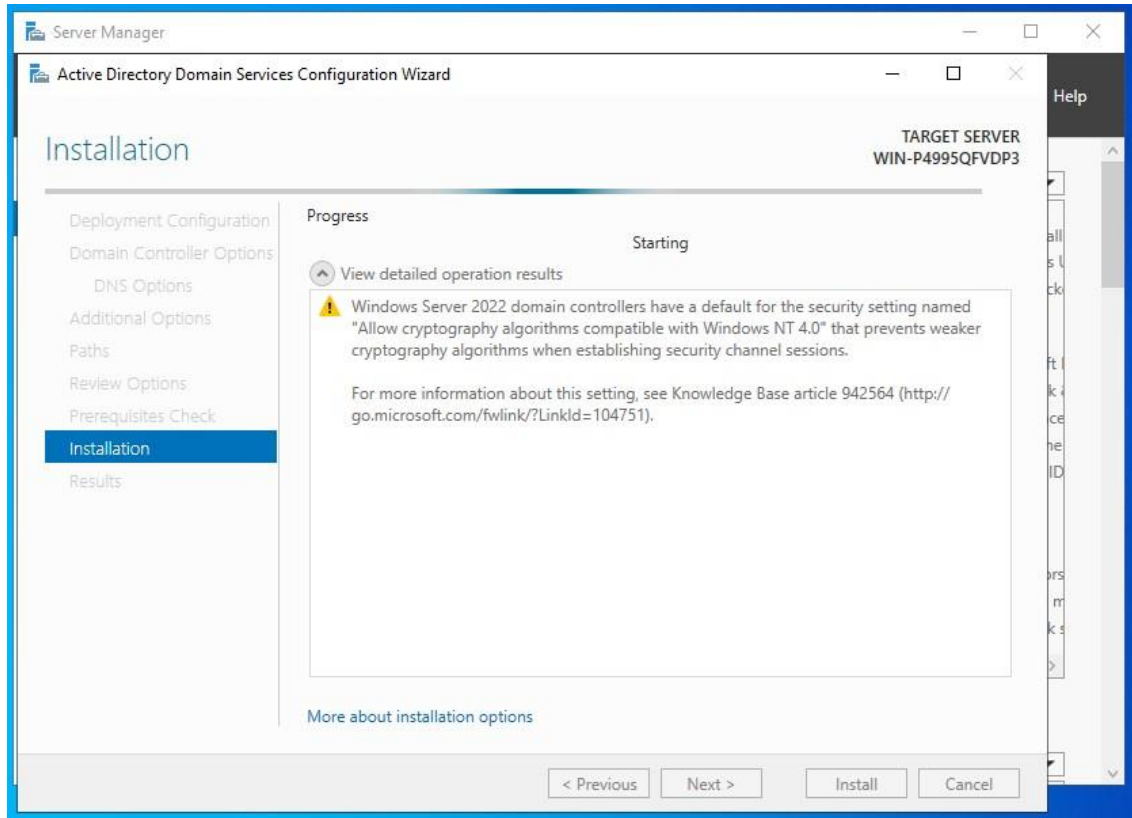 Server Manager
Active Directory Domain Services Configuration Wizard
Help
Installation
TARGET SERVER
WIN-P4995QFVDP3
Deployment Configuration
Domain Controller Options
DNS Options
Additional Options
Paths
Review Options
Prerequisites Check
Installation
Results
Progress
Starting
View detailed operation results
Windows Server 2022 domain controllers have a default for the security setting named
"Allow cryptography algorithms compatible with Windows NT 4.0" that prevents weaker
cryptography algorithms when establishing security channel sessions.
For more information about this setting, see Knowledge Base article 942564 (http://
go.microsoft.com/fwlink/?LinkId=104751).
More about installation options
< Previous
Next >
Install
Cancel